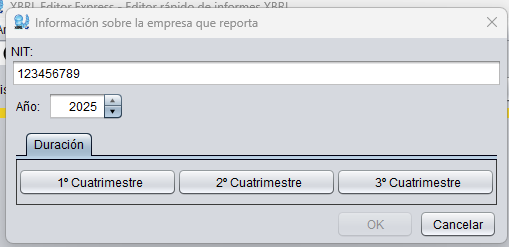 XBRL Editor Express - Editor rápido de informes XBRL
Información sobre la empresa que reporta
NIT:
123456789
Año: 2025
Duración
1º Cuatrimestre 2º Cuatrimestre 3º Cuatrimestre
OK Cancelar